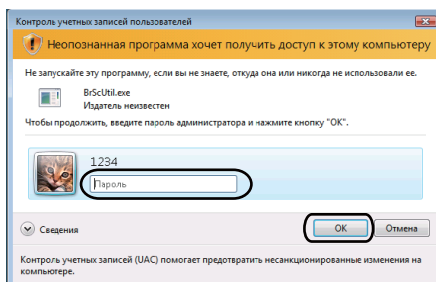 Контроль учетных записей пользователей
Неопознанная программа хочет получить доступ к этому компьютеру
Не запускайте эту программу, если вы не знаете, откуда она или никогда не использовали ее.
BrScUtil.exe
Издатель неизвестен
Чтобы продолжить, введите пароль администратора и нажмите кнопку "ОК".
1234
Пароль
Сведения
ОК
Отмена
Контроль учетных записей (UAC) помогает предотвратить несанкционированные изменения на
компьютере.